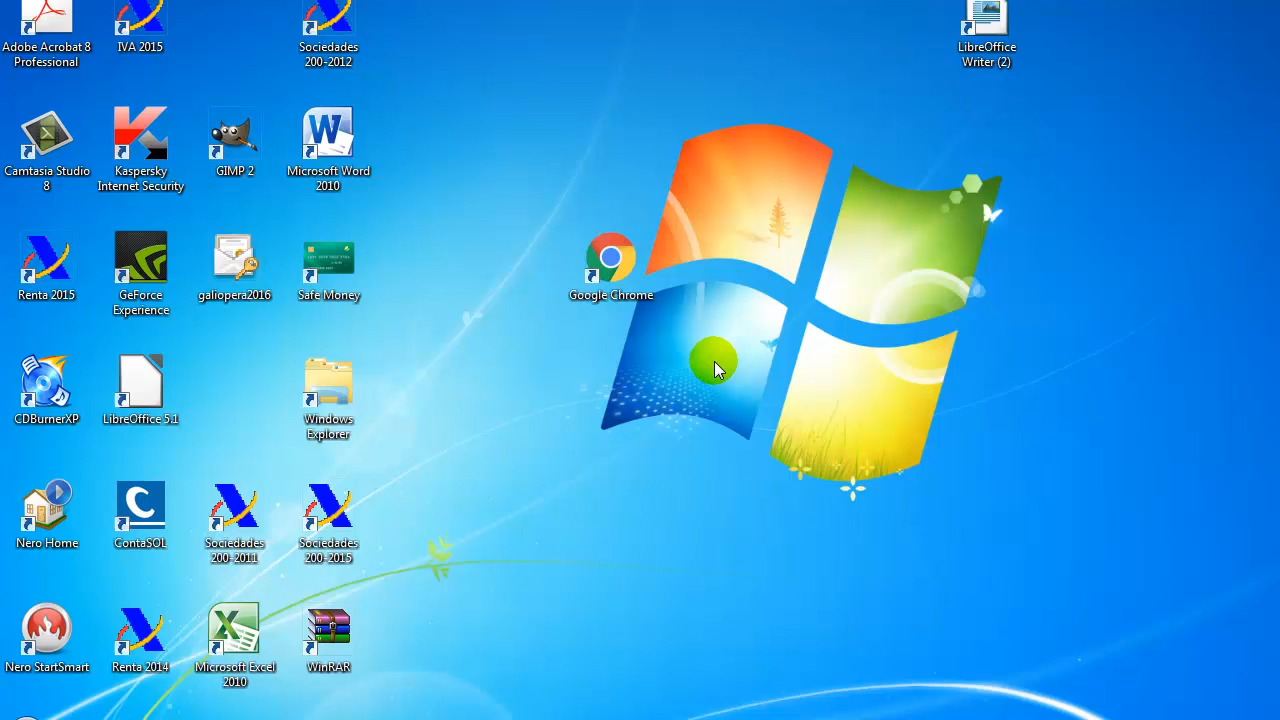 Adobe Acrobat 8
Professional
IVA 2015
Sociedades
200-2012
LibreOffice
Writer (2)
Camtasia Studio
8
Kaspersky
Internet Security
GIMP 2
Microsoft Word
2010
Renta 2015
GeForce
Experience
galiopera2016
Safe Money
Google Chrome
CDBurnerXP
LibreOffice 5.1
Windows
Explorer
Nero Home
ContaSOL
Sociedades
200-2011
Sociedades
200-2015
Nero StartSmart
Renta 2014
Microsoft Excel
2010
WinRAR